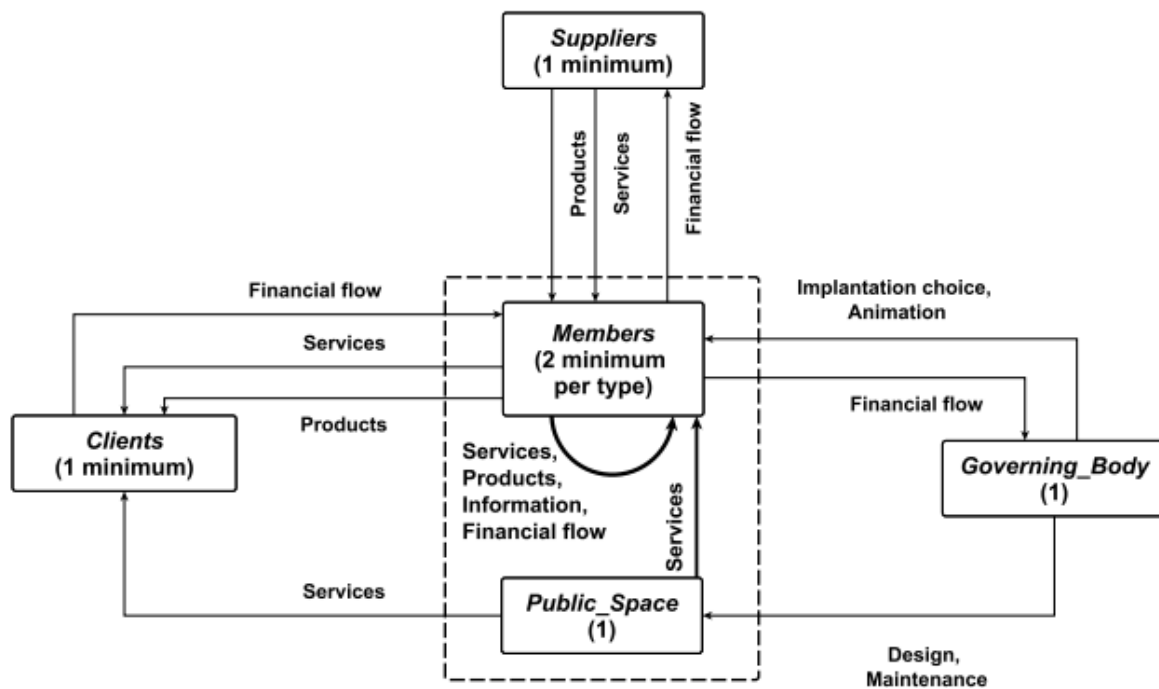 Suppliers
(1 minimum)
Products
Services
Financial flow
Financial flow
Implantation choice,
Animation
Members
(2 minimum
per type)
Services
Financial flow
Products
Clients
(1 minimum)
Services,
Products,
Information,
Financial flow
Governing_Body
(1)
Services
Services
Public_Space
(1)
Design,
Maintenance